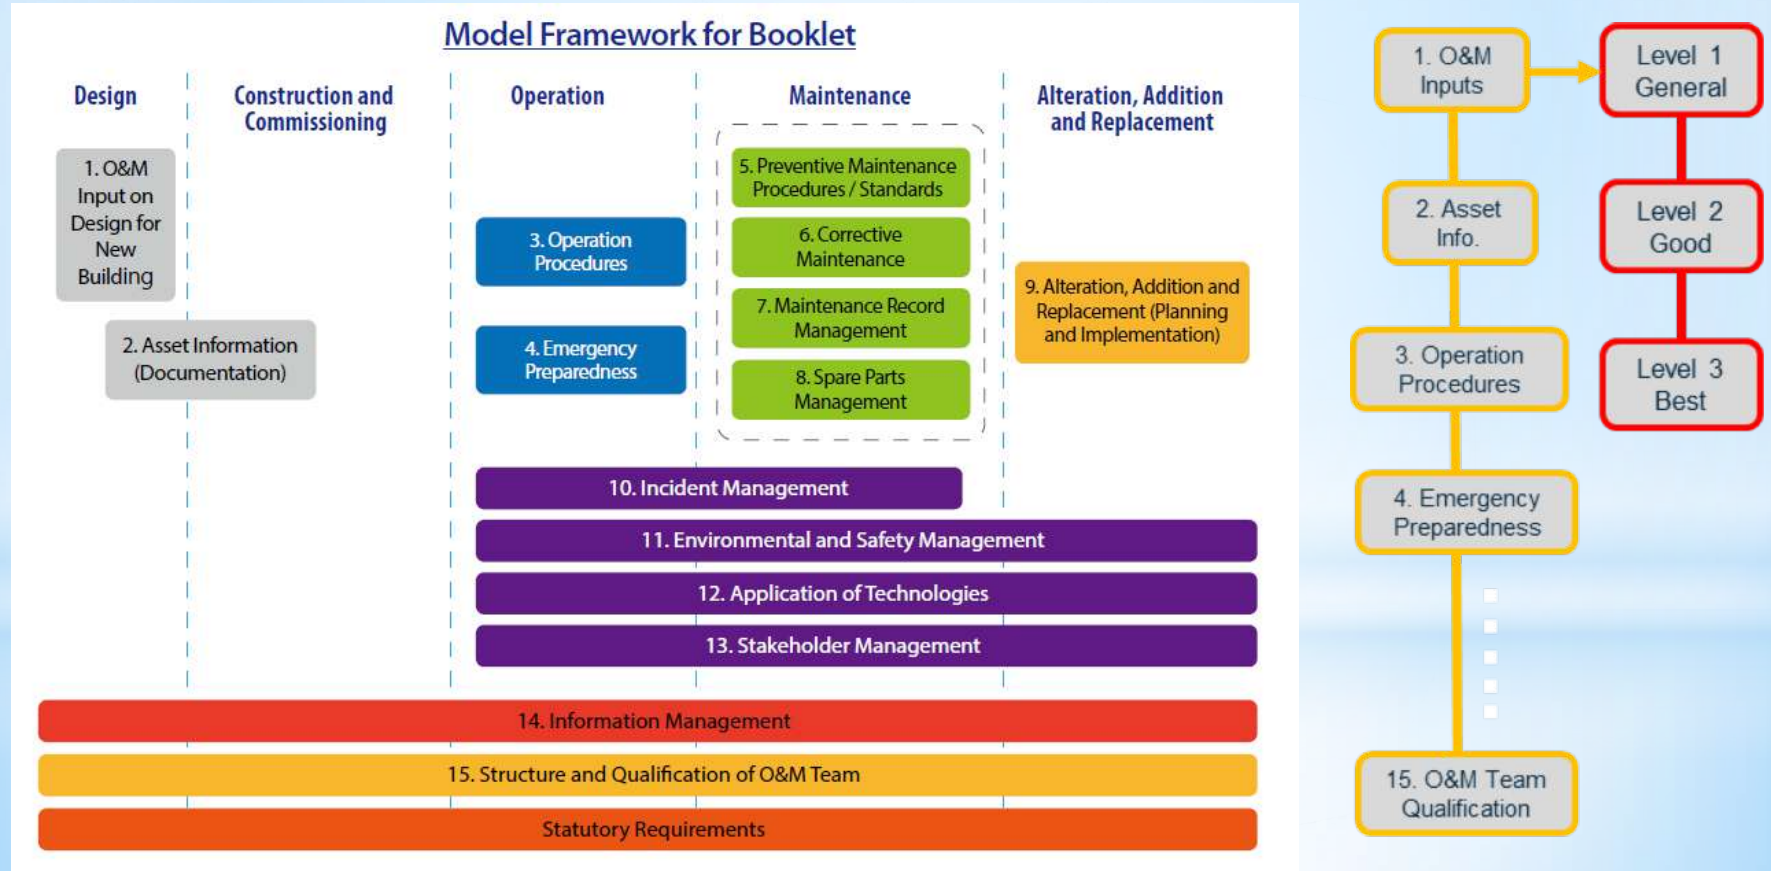 Model Framework for Booklet
Design
Construction and
Commissioning
Operation
Maintenance
Alteration, Addition
and Replacement
1. O&M
Input on
Design for
New
Building
2. Asset Information
(Documentation)
3. Operation
Procedures
4. Emergency
Preparedness
5. Preventive Maintenance
Procedures / Standards
6. Corrective
Maintenance
7. Maintenance Record
Management
8. Spare Parts
Management
9. Alteration, Addition and
Replacement (Planning
and Implementation)
10. Incident Management
11. Environmental and Safety Management
12. Application of Technologies
13. Stakeholder Management
14. Information Management
15. Structure and Qualification of O&M Team
Statutory Requirements
1. O&M
Inputs
2. Asset
Info.
3. Operation
Procedures
4. Emergency
Preparedness
15. O&M Team
Qualification
Level 1
General
Level 2
Good
Level 3
Best